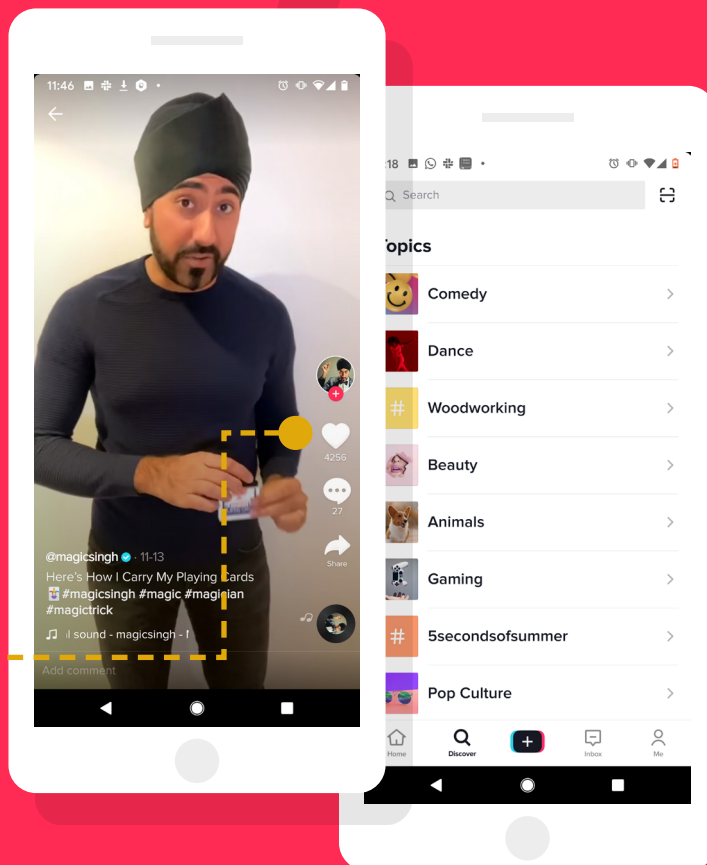 11:46
@magicsingh · 11-13
Here's How I Carry My Playing Cards
#magicsingh #magic #magician
#magictrick
sound - magicsingh -
Add comment
4256
27
Share
:18
Search
Topics
Comedy
Dance
# Woodworking
Beauty
Animals
Gaming
# 5secondsofsummer
Pop Culture
Home
Discover
Inbox
Me